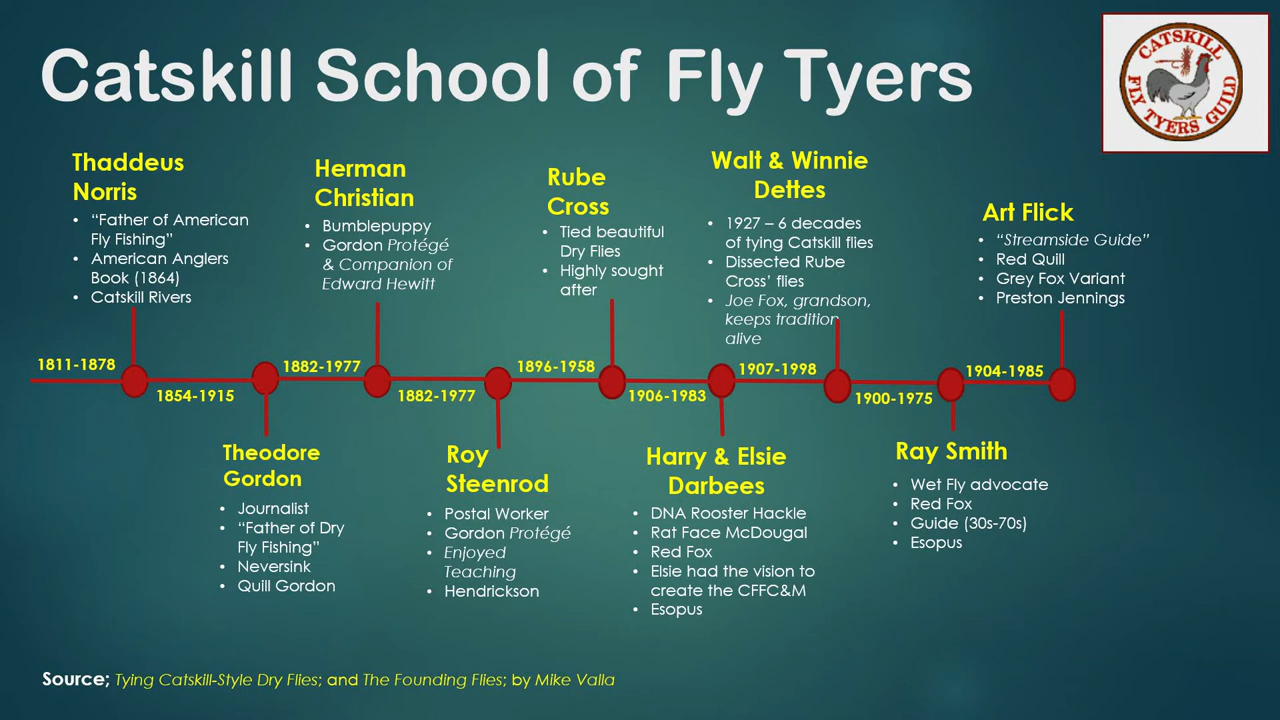 Catskill School of Fly Tyers
CATSKILL
FLY TYERS GUILD
Thaddeus
Norris
• “Father of American
Fly Fishing”
• American Anglers
Book (1864)
• Catskill Rivers
Herman
Christian
• Bumblepuppy
• Gordon Protégé
& Companion of
Edward Hewitt
Rube
Cross
• Tied beautiful
Dry Flies
• Highly sought
after
Walt & Winnie
Dettes
• 1927 – 6 decades
of tying Catskill flies
• Dissected Rube
Cross’ flies
• Joe Fox, grandson,
keeps tradition
alive
Art Flick
• “Streamside Guide”
• Red Quill
• Grey Fox Variant
• Preston Jennings
1811-1878
1854-1915
1882-1977
1882-1977
1896-1958
1906-1983
1907-1998
1900-1975
1904-1985
Theodore
Gordon
• Journalist
• “Father of Dry
Fly Fishing”
• Neversink
• Quill Gordon
Roy
Steenrod
• Postal Worker
• Gordon Protégé
• Enjoyed
Teaching
• Hendrickson
Harry & Elsie
Darbees
• DNA Rooster Hackle
• Rat Face McDougal
• Red Fox
• Elsie had the vision to
create the CFFC&M
• Esopus
Ray Smith
• Wet Fly advocate
• Red Fox
• Guide (30s-70s)
• Esopus
Source; Tying Catskill-Style Dry Flies; and The Founding Flies; by Mike Valla